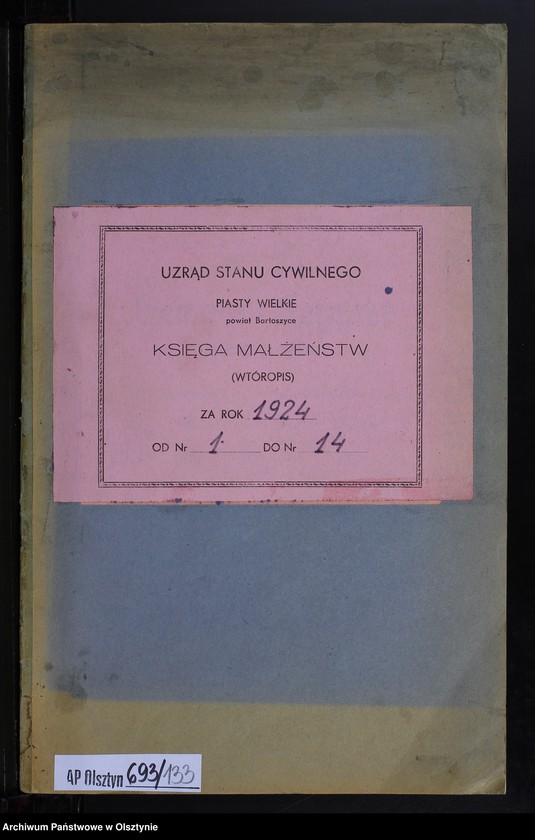 UZRĄD STANU CYWILNEGO
PIASTY WIELKIE
powiat Bartoszyce
KSIĘGA MAŁŻEŃSTW
(WTÓROPIS)
ZA ROK 1924
OD Nr 1 DO Nr 14
AP Olsztyn 693/133
Archiwum Państwowe w Olsztynie